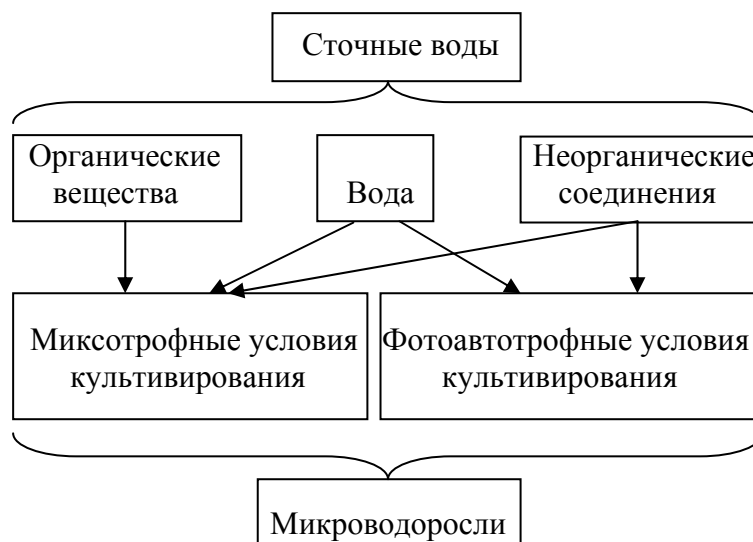 Сточные воды
Органические
вещества
Вода
Неорганические
соединения
Миксотрофные условия
культивирования
Фотоавтотрофные условия
культивирования
Микроводоросли